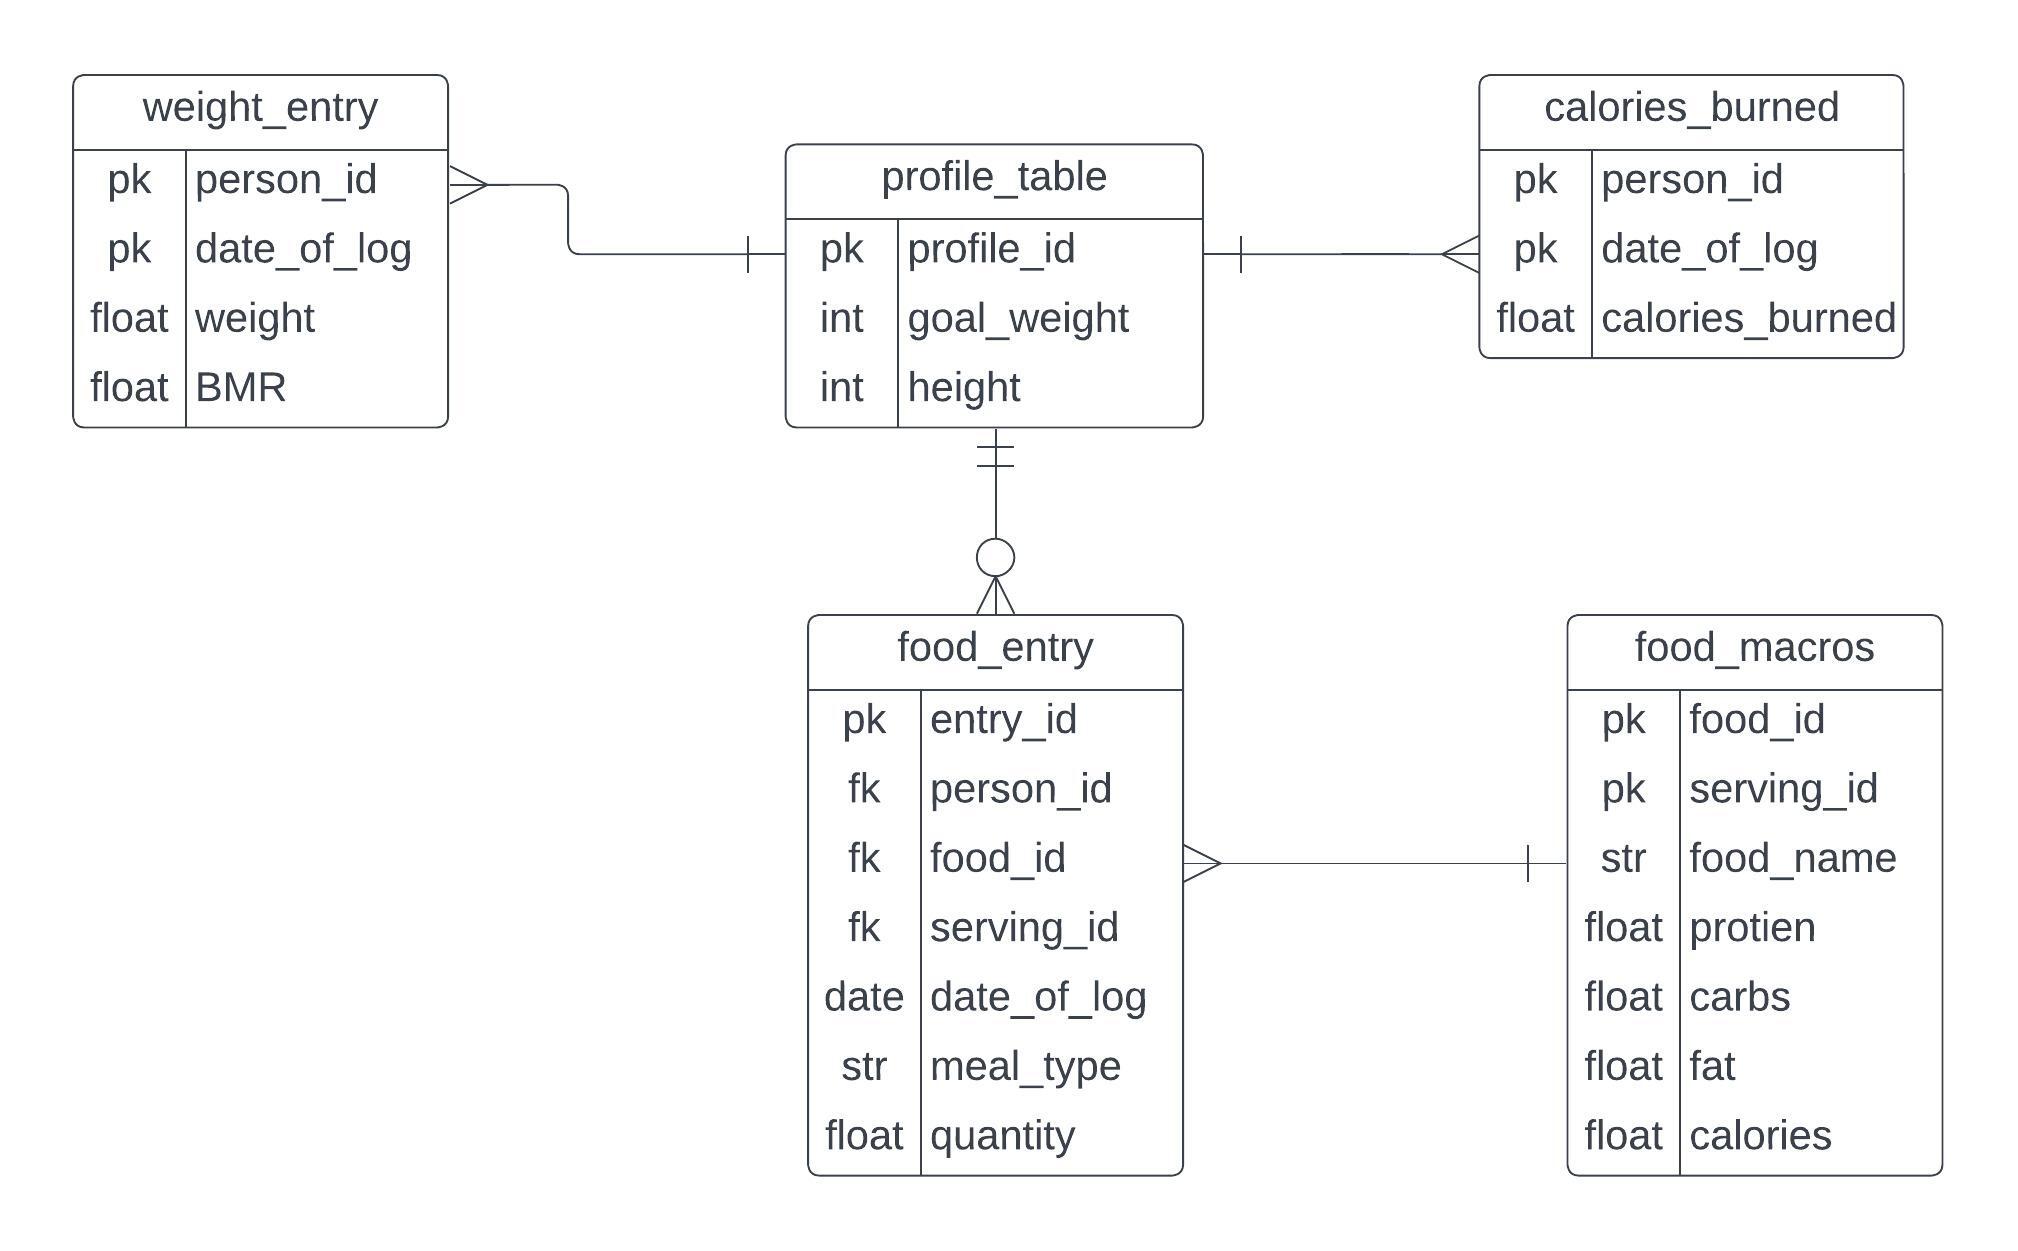 weight_entry
pk person_id
pk date_of_log
float weight
float BMR
profile_table
pk profile_id
int goal_weight
int height
calories_burned
pk person_id
pk date_of_log
float calories_burned
food_entry
pk entry_id
fk person_id
fk food_id
fk serving_id
date date_of_log
str meal_type
float quantity
food_macros
pk food_id
pk serving_id
str food_name
float protien
float carbs
float fat
float calories